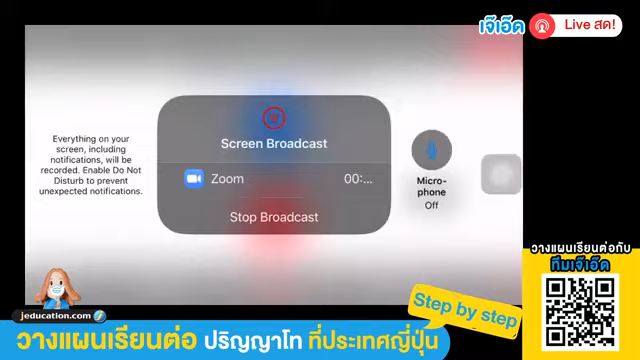 เจ๊เอ็ด
Live สด!
Everything on your
screen, including
notifications, will be
recorded. Enable Do Not
Disturb to prevent
unexpected notifications.
Screen Broadcast
Zoom
00:...
Stop Broadcast
Micro-
phone
Off
วางแผนเรียนต่อกับ
ทีมเจ๊เอ็ด
jeducation.com
Step by step
วางแผนเรียนต่อ ปริญญาโท ที่ประเทศญี่ปุ่น